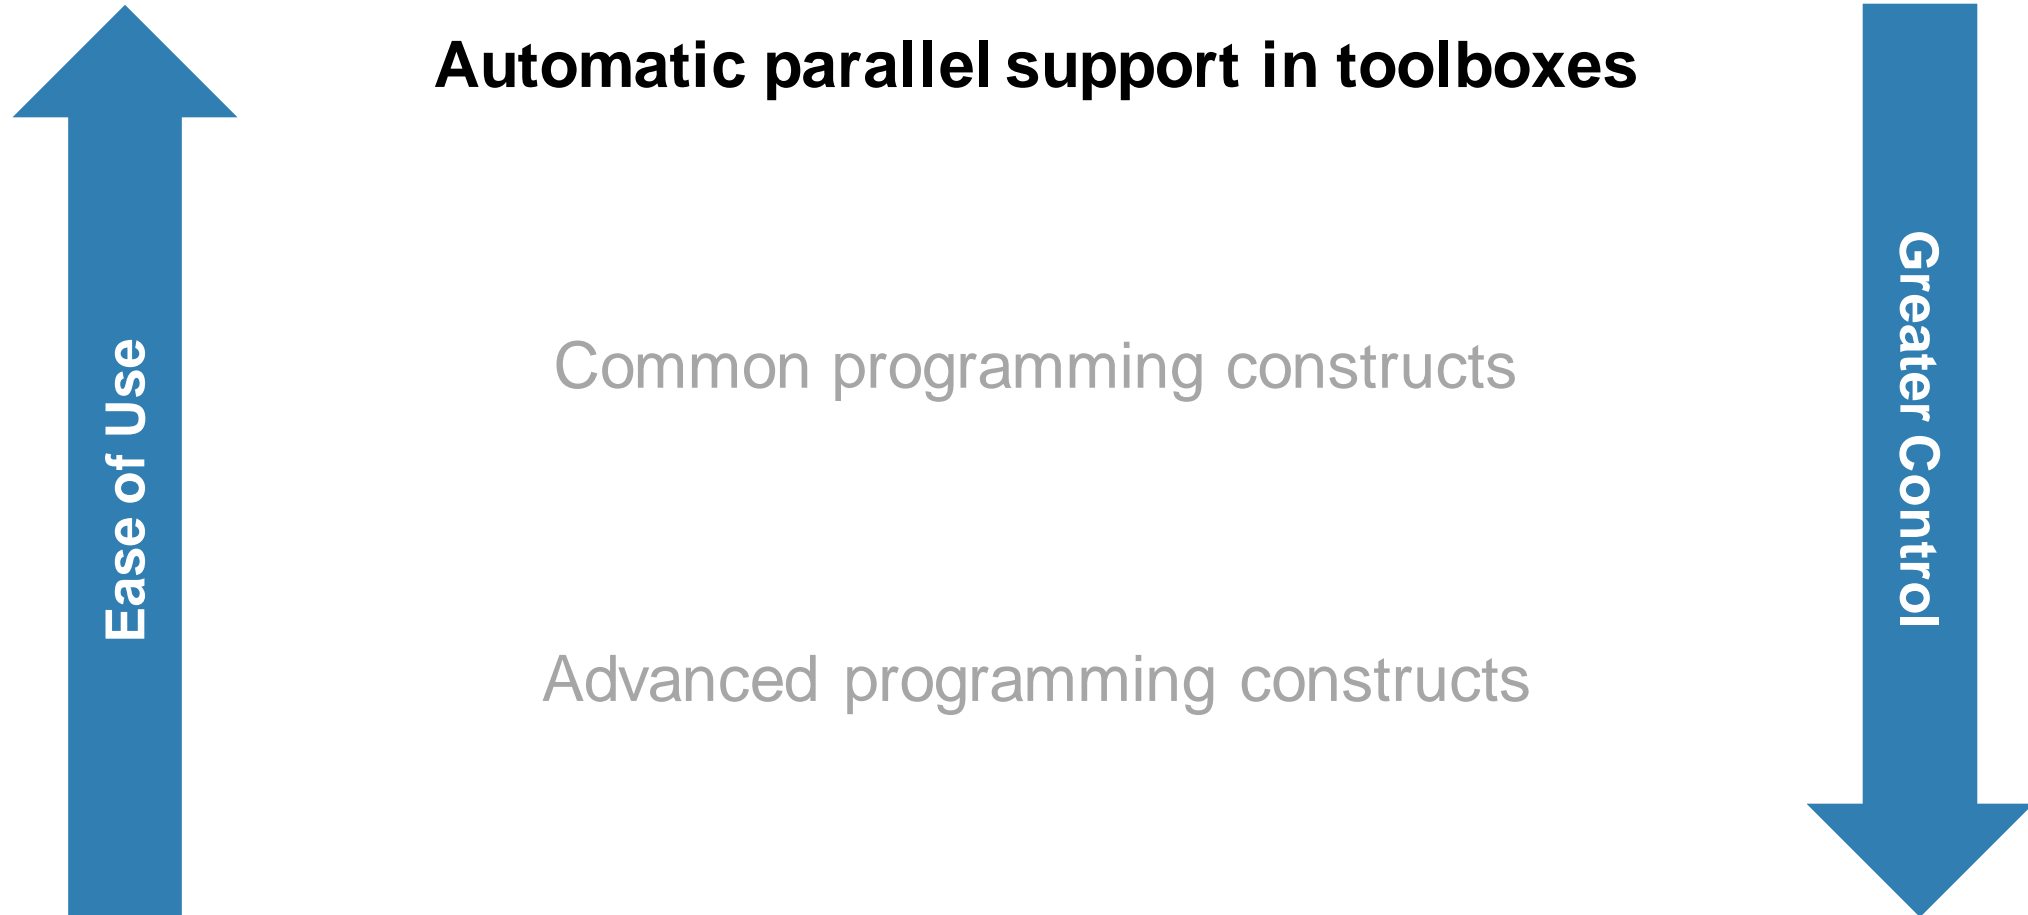 Automatic parallel support in toolboxes
Ease of Use
Greater Control
Common programming constructs
Advanced programming constructs